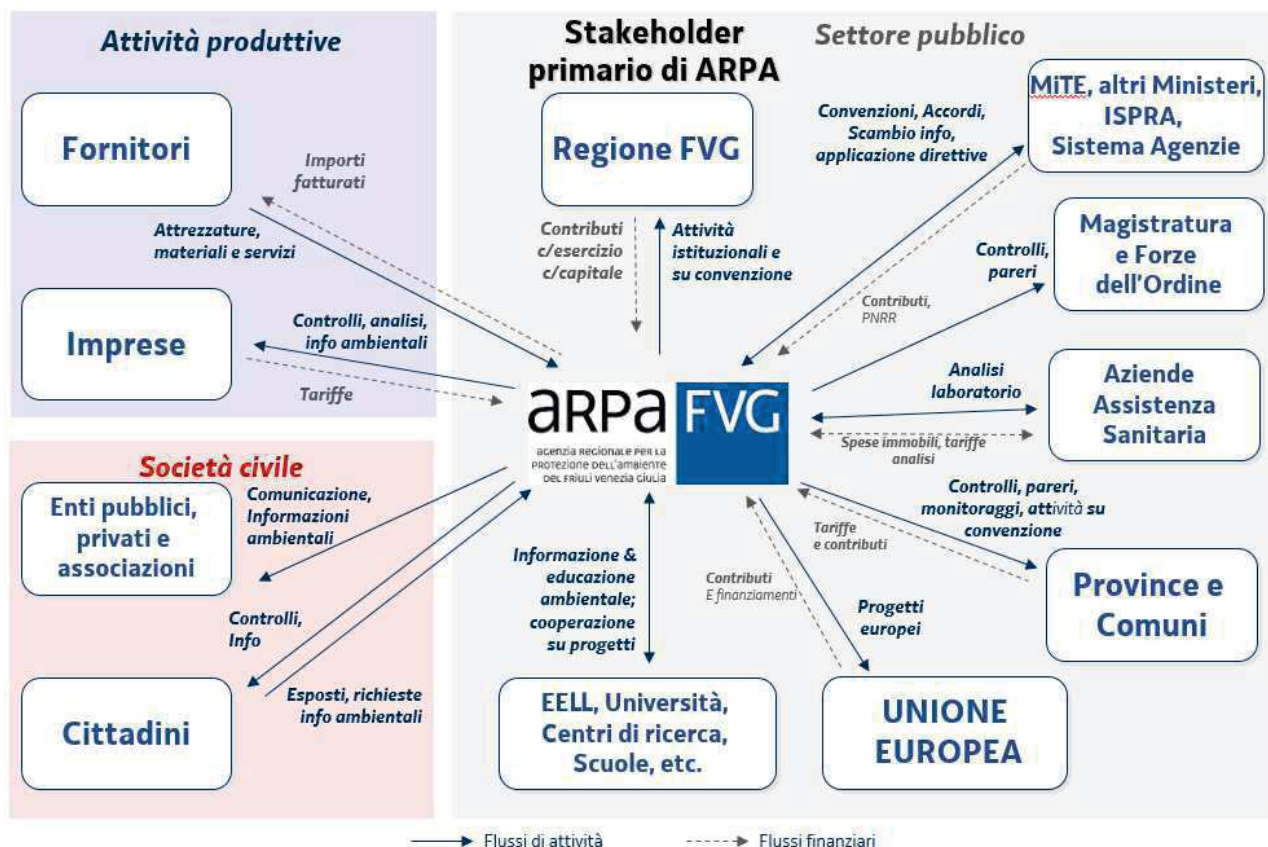 Attività produttive
Fornitori
Importi
fatturati
Attrezzature,
materiali e servizi
Imprese
Controlli, analisi,
info ambientali
Tariffe
Società civile
Enti pubblici,
privati e
associazioni
Comunicazione,
Informazioni
ambientali
Controlli,
Info
Cittadini
Esposti, richieste
info ambientali
Stakeholder
primario di ARPA
Settore pubblico
Regione FVG
Contributi
c/esercizio
c/capitale
Attività
istituzionali e
su convenzione
Convenzioni, Accordi,
Scambio info,
applicazione direttive
MiTE, altri Ministeri,
ISPRA,
Sistema Agenzie
Contributi,
PNRR
Controlli,
pareri
Magistratura
e Forze
dell'Ordine
arpa FVG
AGENZIA REGIONALE PER LA
PROTEZIONE DELL'AMBIENTE
DEL FRIULI VENEZIA GIULIA
Analisi
laboratorio
Spese immobili, tariffe
analisi
Aziende
Assistenza
Sanitaria
Controlli, pareri,
monitoraggi, attività su
convenzione
Tariffe
e contributi
Province e
Comuni
Informazione &
educazione
ambientale;
cooperazione
su progetti
Contributi
E finanziamenti
Progetti
europei
EELL, Università,
Centri di ricerca,
Scuole, etc.
UNIONE
EUROPEA
Flussi di attività
Flussi finanziari